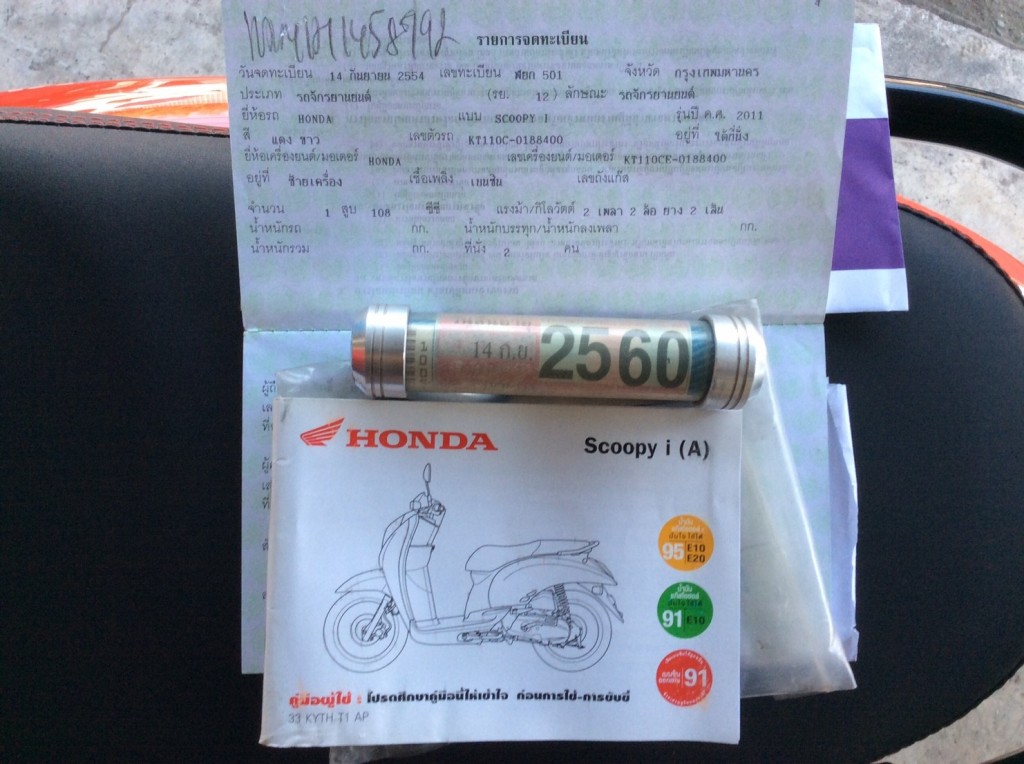 รายการจดทะเบียน
วันจดทะเบียน 14 กันยายน 2554 เลขทะเบียน ฬยก 501 จังหวัด กรุงเทพมหานคร
ประเภท รถจักรยานยนต์ (รย. 12) ลักษณะ รถจักรยานยนต์
ยี่ห้อรถ HONDA แบบ SCOOPY I รุ่นปี ค.ศ. 2011
สี แดง ขาว เลขตัวรถ KT110C-0188400 อยู่ที่ ใต้ที่นั่ง
ยี่ห้อเครื่องยนต์/มอเตอร์ HONDA เลขเครื่องยนต์/มอเตอร์ KT110CE-0188400
อยู่ที่ ซ้ายเครื่อง เชื้อเพลิง เบนซิน เลขถังแก๊ส
จำนวน 1 สูบ 108 ซีซี แรงม้า/กิโลวัตต์ 2 เพลา 2 ล้อ ยาง 2 เส้น
น้ำหนักรถ กก. น้ำหนักบรรทุก/น้ำหนักลงเพลา กก.
น้ำหนักรวม กก. ที่นั่ง 2 คน
14 ก.ย. 2560
HONDA Scoopy i (A)
95 E10
E20
91 E10
91
คู่มือผู้ใช้ : โปรดศึกษาคู่มือนี้ให้เข้าใจ ก่อนการใช้-การขับขี่
33 KYTH-T1 AP